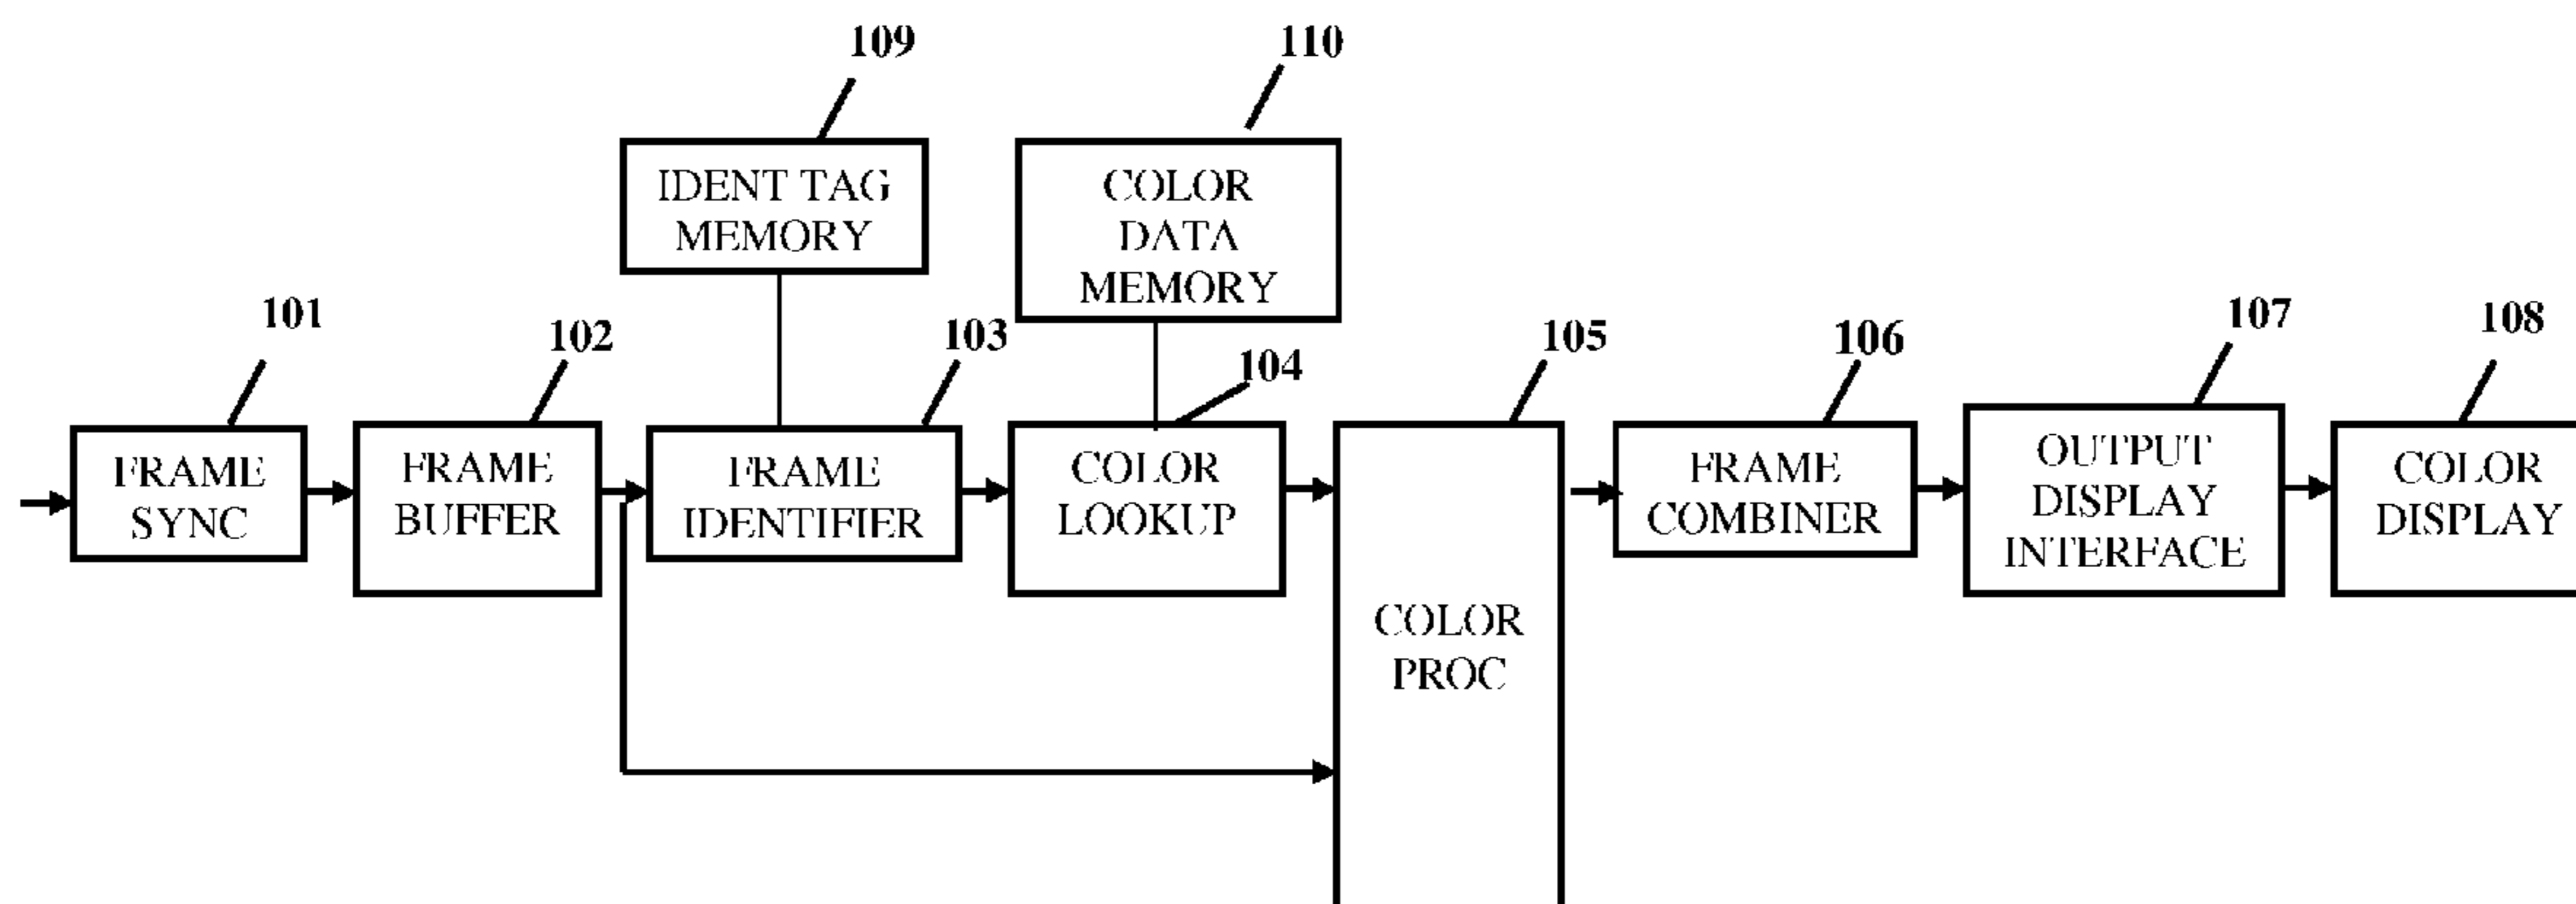 109
110
IDENT TAG
MEMORY
COLOR
DATA
MEMORY
101
102
103
104
105
106
107
108
FRAME
SYNC
FRAME
BUFFER
FRAME
IDENTIFIER
COLOR
LOOKUP
COLOR
PROC
FRAME
COMBINER
OUTPUT
DISPLAY
INTERFACE
COLOR
DISPLAY